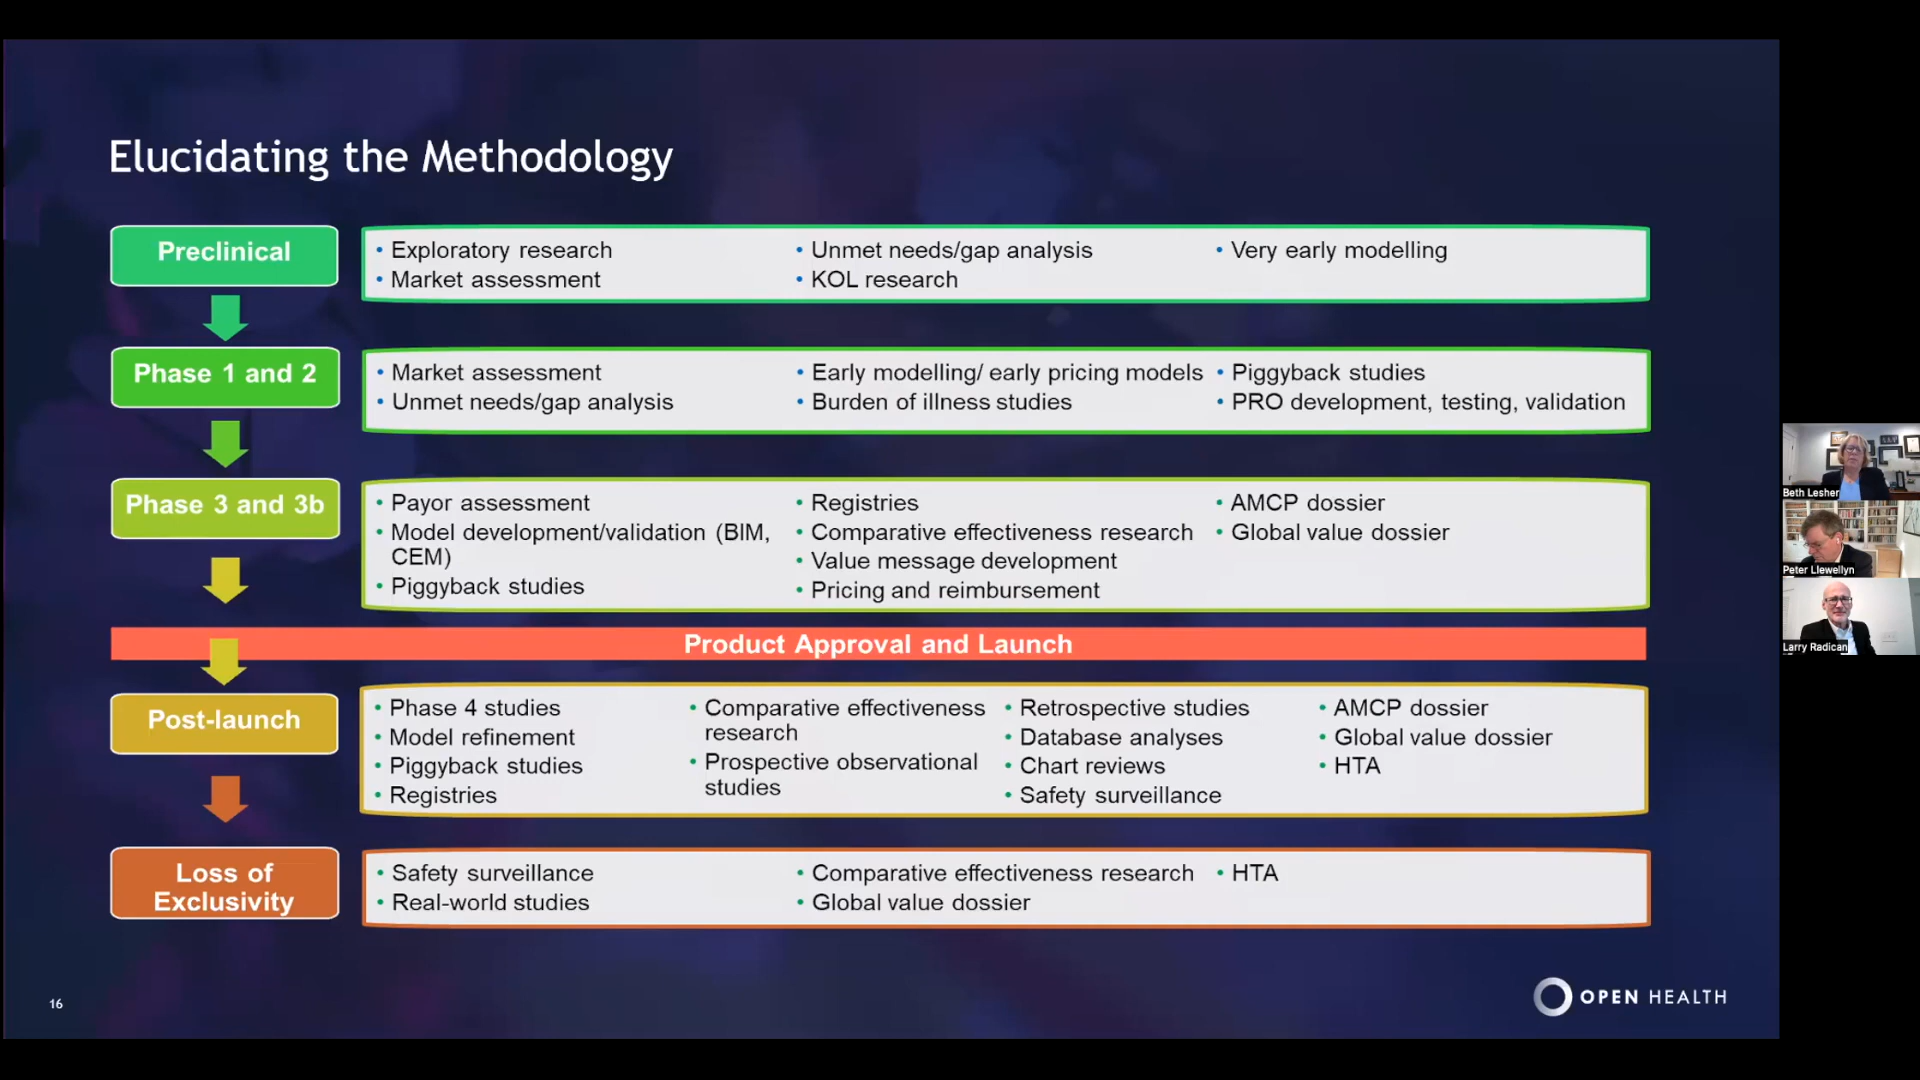 Elucidating the Methodology
Preclinical
• Exploratory research
• Market assessment
• Unmet needs/gap analysis
• KOL research
• Very early modelling
Phase 1 and 2
• Market assessment
• Unmet needs/gap analysis
• Early modelling/ early pricing models
• Burden of illness studies
• Piggyback studies
• PRO development, testing, validation
Phase 3 and 3b
• Payor assessment
• Model development/validation (BIM,
CEM)
• Piggyback studies
• Registries
• Comparative effectiveness research
• Value message development
• Pricing and reimbursement
• AMCP dossier
• Global value dossier
Product Approval and Launch
Post-launch
• Phase 4 studies
• Model refinement
• Piggyback studies
• Registries
• Comparative effectiveness
research
• Prospective observational
studies
• Retrospective studies
• Database analyses
• Chart reviews
• Safety surveillance
• AMCP dossier
• Global value dossier
• HTA
Loss of
Exclusivity
• Safety surveillance
• Real-world studies
• Comparative effectiveness research
• Global value dossier
• HTA
16
OPEN HEALTH
Beth Lesher
Peter Llewellyn
Larry Radican